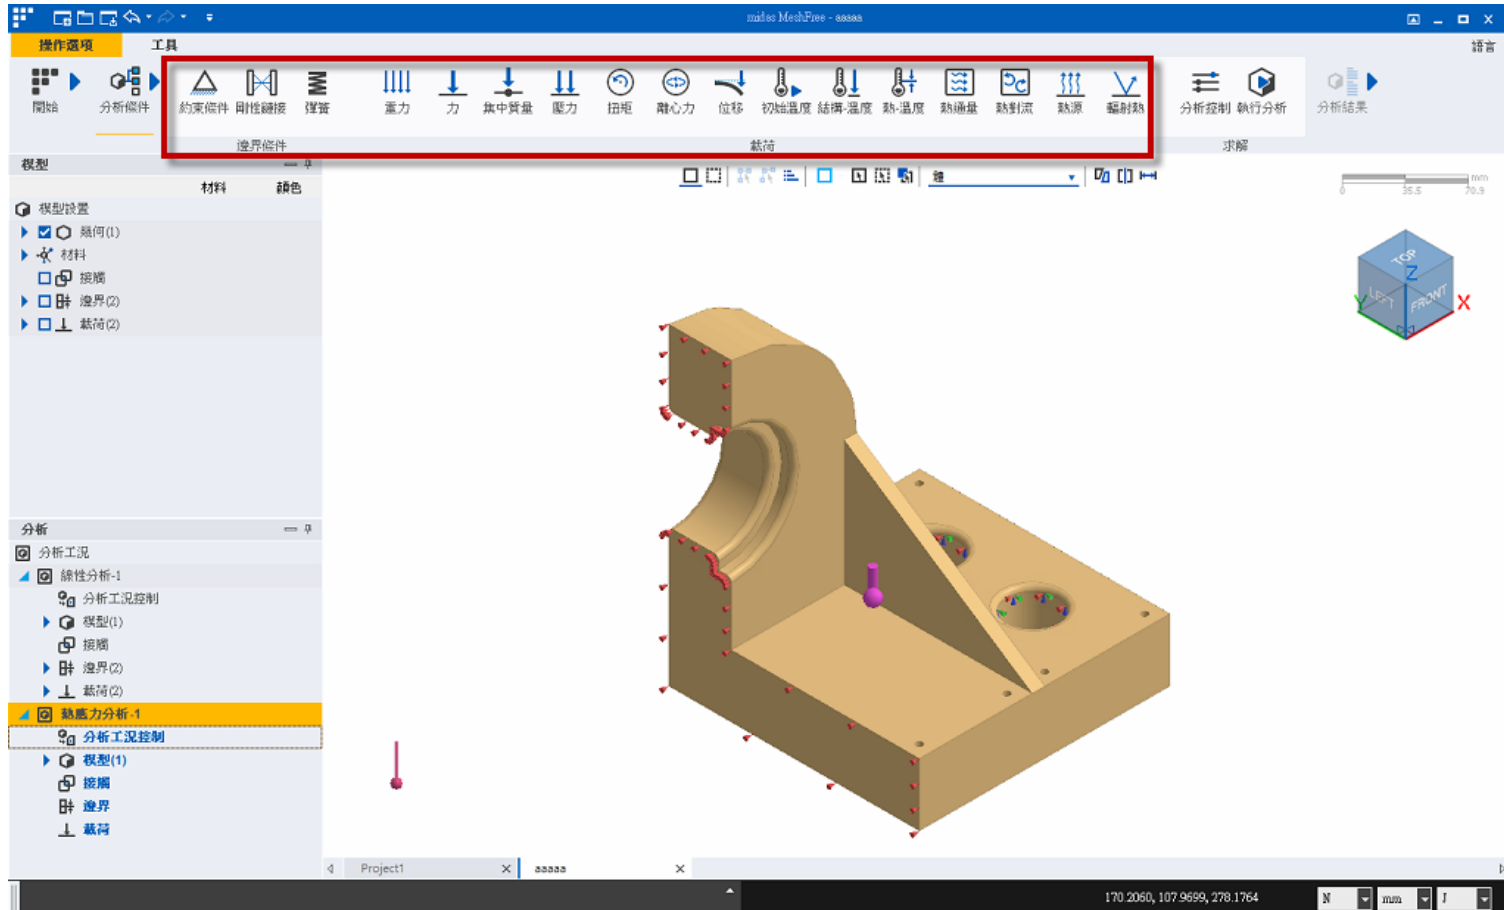 midas MeshFree - aaaaa
操作選項 工具 語言
開始 分析條件 約束條件 剛性鏈接 彈簧 重力 力 集中質量 壓力 扭矩 離心力 位移 初始溫度 結構-溫度 熱-溫度 熱通量 熱對流 熱源 輻射熱 分析控制 執行分析 分析結果
邊界條件 載荷 求解
模型
材料 顏色
模型設置
幾何(1)
材料
接觸
邊界(2)
載荷(2)
體
mm
0 35.5 70.9
TOP
Z
LEFT FRONT
Y X
分析
分析工況
線性分析-1
分析工況控制
模型(1)
接觸
邊界(2)
載荷(2)
熱應力分析-1
分析工況控制
模型(1)
接觸
邊界
載荷
Project1 aaaaa
170.2060, 107.9699, 278.1764 N mm J